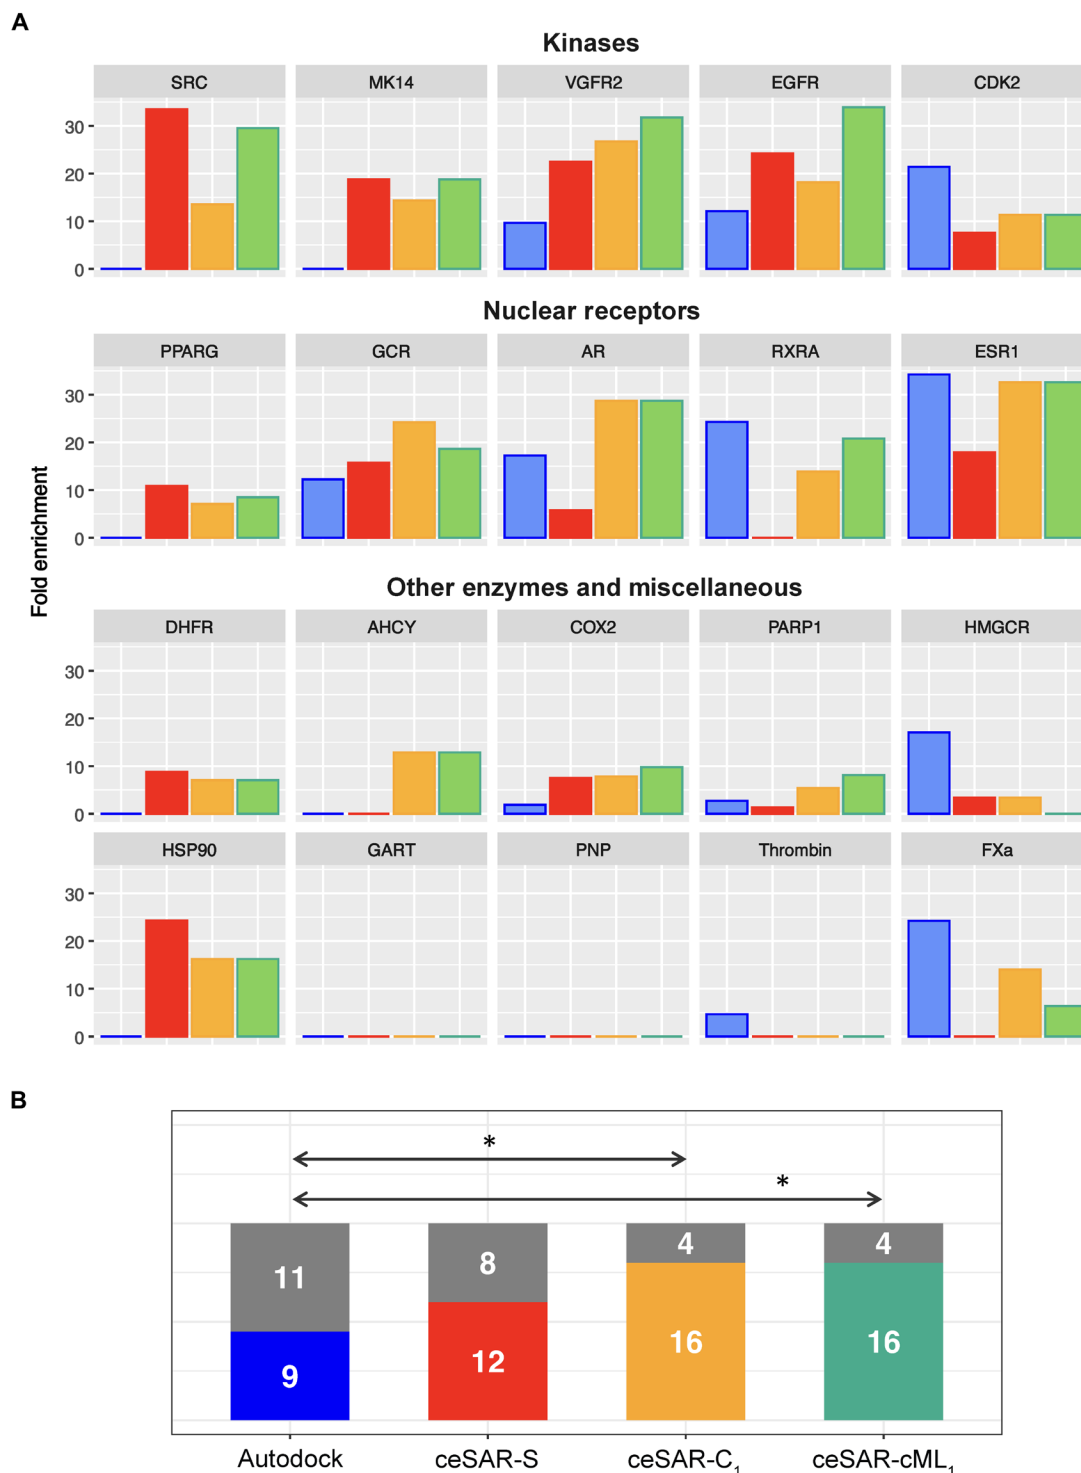 A
Kinases
SRC MK14 VGFR2 EGFR CDK2
30
20
10
0
Nuclear receptors
PPARG GCR AR RXRA ESR1
30
20
10
0
Fold enrichment
Other enzymes and miscellaneous
DHFR AHCY COX2 PARP1 HMGCR
30
20
10
0
HSP90 GART PNP Thrombin FXa
30
20
10
0
B
*
*
11 8 4 4
9 12 16 16
Autodock ceSAR-S ceSAR-C₁ ceSAR-cML₁